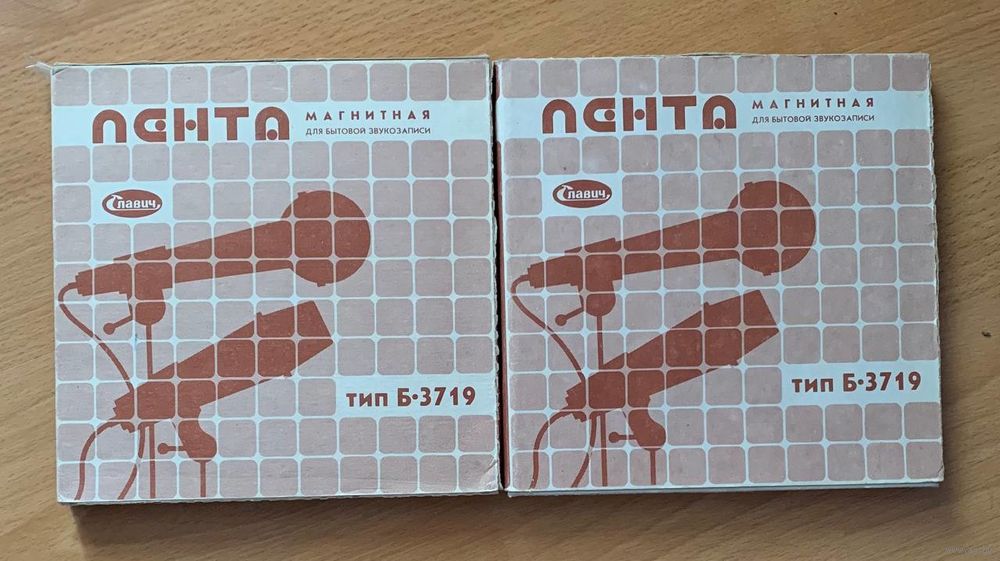 ЛЕНТА МАГНИТНАЯ
ДЛЯ БЫТОВОЙ ЗВУКОЗАПИСИ
Славич
тип Б·3719
ЛЕНТА МАГНИТНАЯ
ДЛЯ БЫТОВОЙ ЗВУКОЗАПИСИ
Славич
тип Б·3719